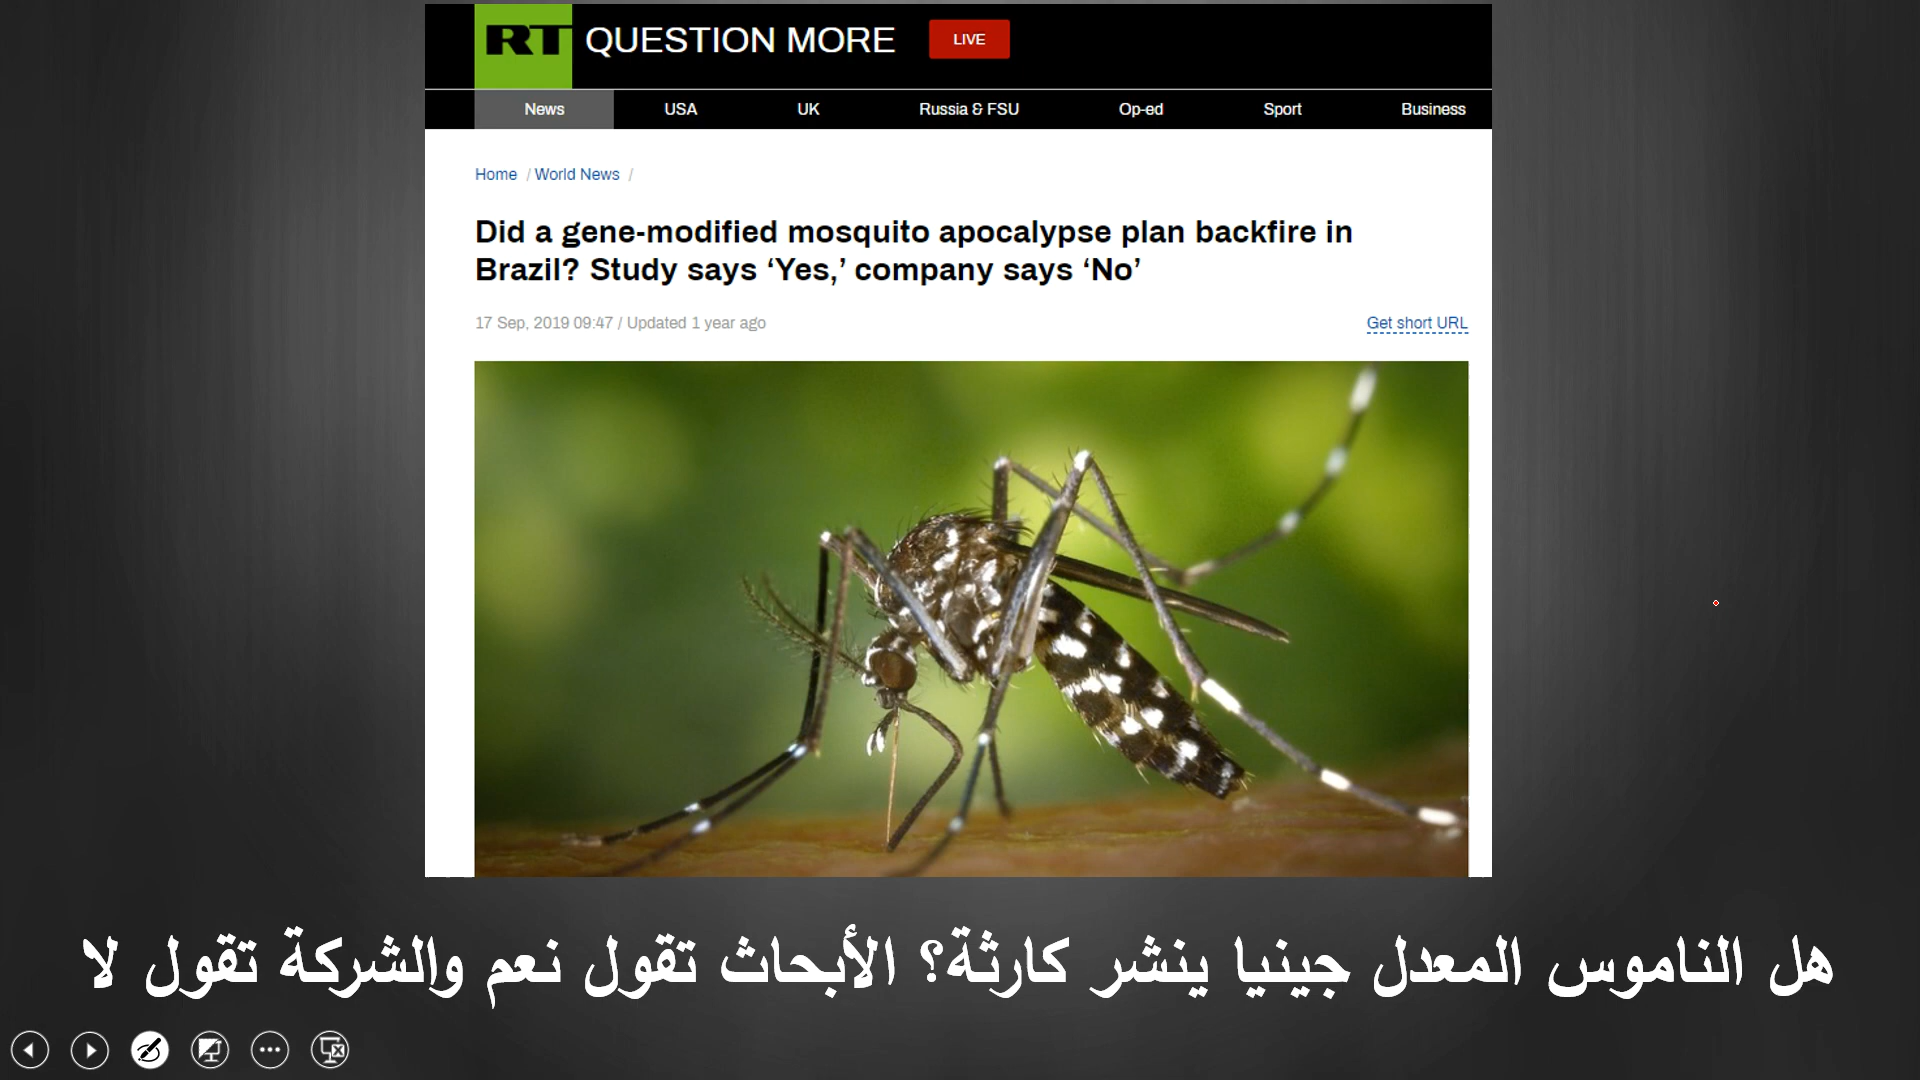 RT QUESTION MORE LIVE
News USA UK Russia & FSU Op-ed Sport Business
Home / World News /
Did a gene-modified mosquito apocalypse plan backfire in
Brazil? Study says ‘Yes,’ company says ‘No’
17 Sep, 2019 09:47 / Updated 1 year ago Get short URL
هل الناموس المعدل جينيا ينشر كارثة؟ الأبحاث تقول نعم والشركة تقول لا